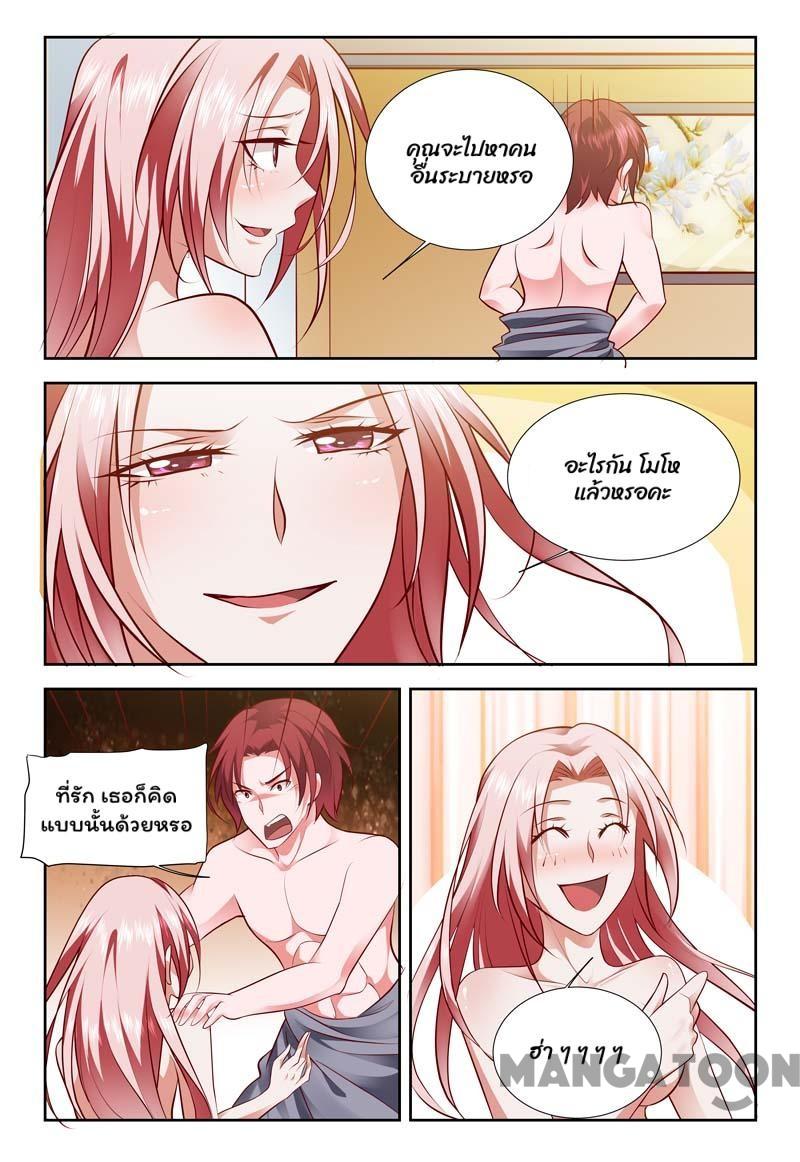 คุณจะไปหาคน
อื่นระบายหรอ
อะไรกัน โมโห
แล้วหรอคะ
ที่รัก เธอก็คิด
แบบนั้นด้วยหรอ
ฮ่า ๆ ๆ ๆ ๆ
MANGATOON